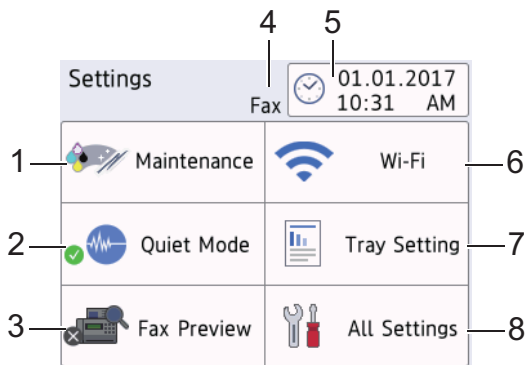 4 5
Settings
Fax
01.01.2017
10:31 AM
1 Maintenance
Wi-Fi 6
2 Quiet Mode
Tray Setting 7
3 Fax Preview
All Settings 8